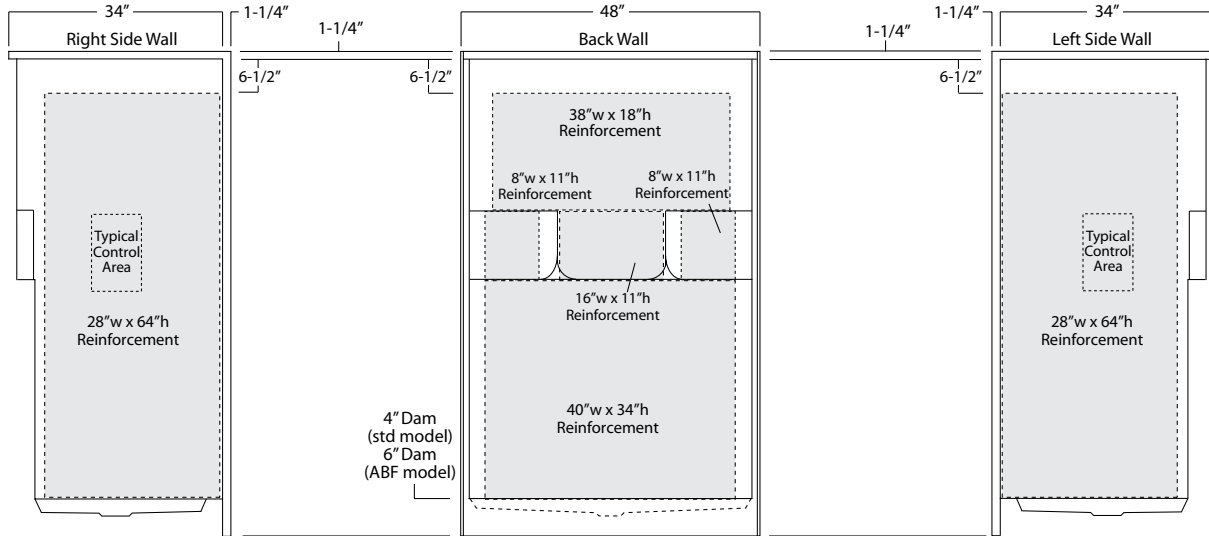 34”
1-1/4”
48”
1-1/4”
34”
Right Side Wall
1-1/4”
Back Wall
1-1/4”
Left Side Wall
6-1/2”
6-1/2”
6-1/2”
38”w x 18”h
Reinforcement
8”w x 11”h
Reinforcement
8”w x 11”h
Reinforcement
Typical
Control
Area
Typical
Control
Area
16”w x 11”h
Reinforcement
28”w x 64”h
Reinforcement
28”w x 64”h
Reinforcement
40”w x 34”h
Reinforcement
4” Dam
(std model)
6” Dam
(ABF model)